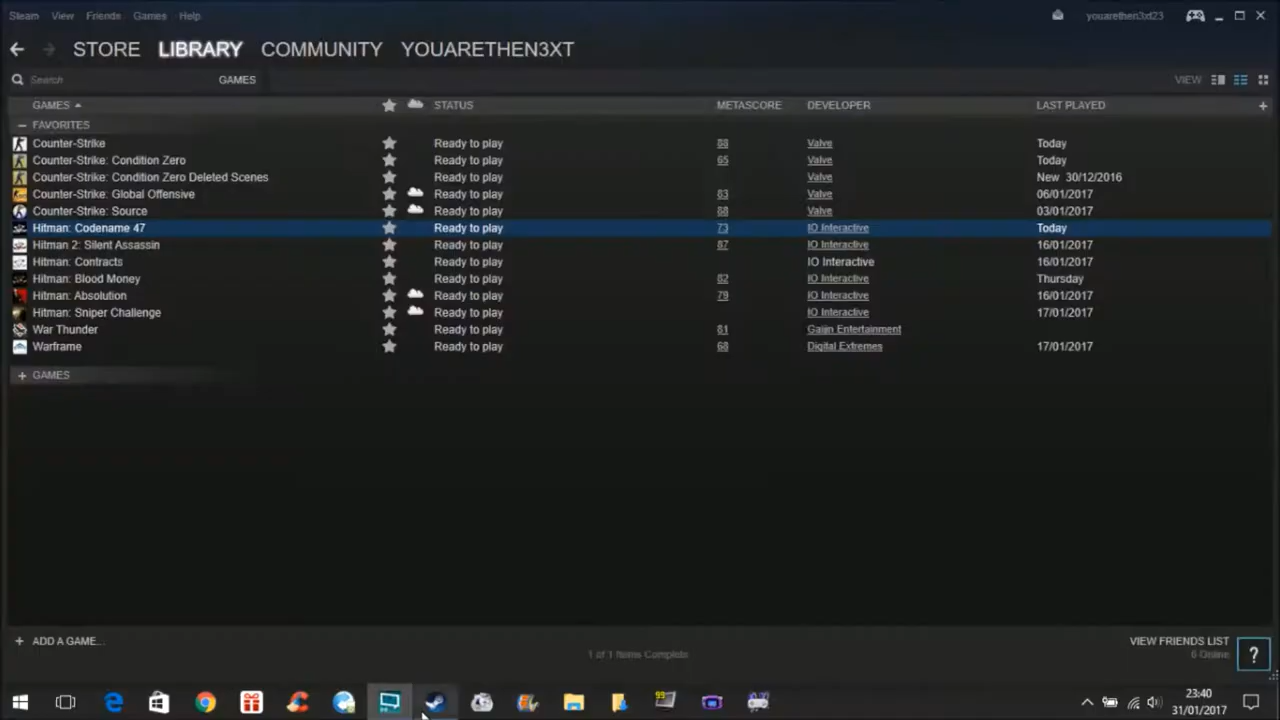 Steam View Friends Games Help youarethen3xd23
STORE LIBRARY COMMUNITY YOUARETHEN3XT
Search GAMES VIEW
GAMES STATUS METASCORE DEVELOPER LAST PLAYED +
— FAVORITES
Counter-Strike Ready to play 88 Valve Today
Counter-Strike: Condition Zero Ready to play 65 Valve Today
Counter-Strike: Condition Zero Deleted Scenes Ready to play Valve New 30/12/2016
Counter-Strike: Global Offensive Ready to play 83 Valve 06/01/2017
Counter-Strike: Source Ready to play 88 Valve 03/01/2017
Hitman: Codename 47 Ready to play 73 IO Interactive Today
Hitman 2: Silent Assassin Ready to play 87 IO Interactive 16/01/2017
Hitman: Contracts Ready to play IO Interactive 16/01/2017
Hitman: Blood Money Ready to play 82 IO Interactive Thursday
Hitman: Absolution Ready to play 79 IO Interactive 16/01/2017
Hitman: Sniper Challenge Ready to play IO Interactive 17/01/2017
War Thunder Ready to play 81 Gaijin Entertainment
Warframe Ready to play 68 Digital Extremes 17/01/2017
+ GAMES
+ ADD A GAME... VIEW FRIENDS LIST
1 of 1 Items Complete 6 Online ?
99 23:40
31/01/2017